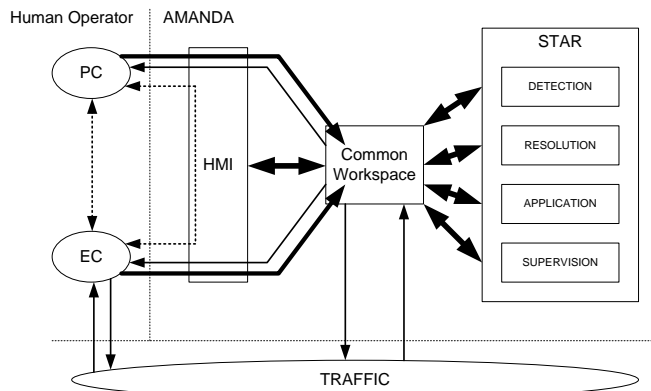 Human Operator
AMANDA
PC
EC
HMI
Common
Workspace
STAR
DETECTION
RESOLUTION
APPLICATION
SUPERVISION
TRAFFIC